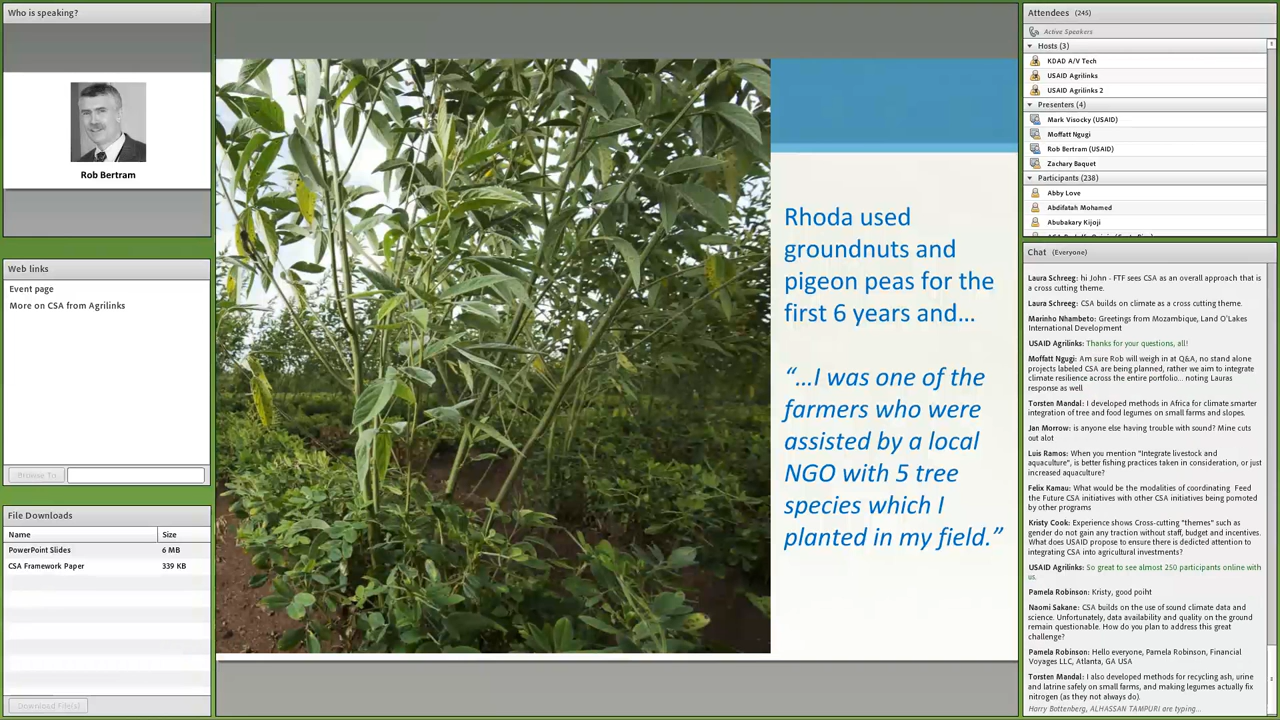 Who is speaking?
Rob Bertram
Web links
Event page
More on CSA from Agrilinks
Browse To
File Downloads
Name Size
PowerPoint Slides 6 MB
CSA Framework Paper 339 KB
Download File(s)
Rhoda used
groundnuts and
pigeon peas for the
first 6 years and...
“...I was one of the
farmers who were
assisted by a local
NGO with 5 tree
species which I
planted in my field.”
Attendees (245)
Active Speakers
Hosts (3)
KDAD A/V Tech
USAID Agrilinks
USAID Agrilinks 2
Presenters (4)
Mark Visocky (USAID)
Moffatt Ngugi
Rob Bertram (USAID)
Zachary Baquet
Participants (238)
Abby Love
Abdifatah Mohamed
Abubakary Kijoji
Chat (Everyone)
Laura Schreeg: hi John - FTF sees CSA as an overall approach that is
a cross cutting theme.
Laura Schreeg: CSA builds on climate as a cross cutting theme.
Marinho Nhambeto: Greetings from Mozambique, Land O'Lakes
International Development
USAID Agrilinks: Thanks for your questions, all!
Moffatt Ngugi: Am sure Rob will weigh in at Q&A, no stand alone
projects labeled CSA are being planned, rather we aim to integrate
climate resilience across the entire portfolio... noting Lauras
response as well
Torsten Mandal: I developed methods in Africa for climate smarter
integration of tree and food legumes on small farms and slopes.
Jan Morrow: is anyone else having trouble with sound? Mine cuts
out alot
Luis Ramos: When you mention "Integrate livestock and
aquaculture", is better fishing practices taken in consideration, or just
increased aquaculture?
Felix Kamau: What would be the modalities of coordinating Feed
the Future CSA initiatives with other CSA initiatives being pomoted
by other programs
Kristy Cook: Experience shows Cross-cutting "themes" such as
gender do not gain any traction without staff, budget and incentives.
What does USAID propose to ensure there is dedicted attention to
integrating CSA into agricultural investments?
USAID Agrilinks: So great to see almost 250 participants online with
us.
Pamela Robinson: Kristy, good poiht
Naomi Sakane: CSA builds on the use of sound climate data and
science. Unfortunately, data availability and quality on the ground
remain questionable. How do you plan to address this great
challenge?
Pamela Robinson: Hello everyone, Pamela Robinson, Financial
Voyages LLC, Atlanta, GA USA
Torsten Mandal: I also developed methods for recycling ash, urine
and latrine safely on small farms, and making legumes actually fix
nitrogen (as they not always do).
Harry Bottenberg, ALHASSAN TAMPURI are typing...